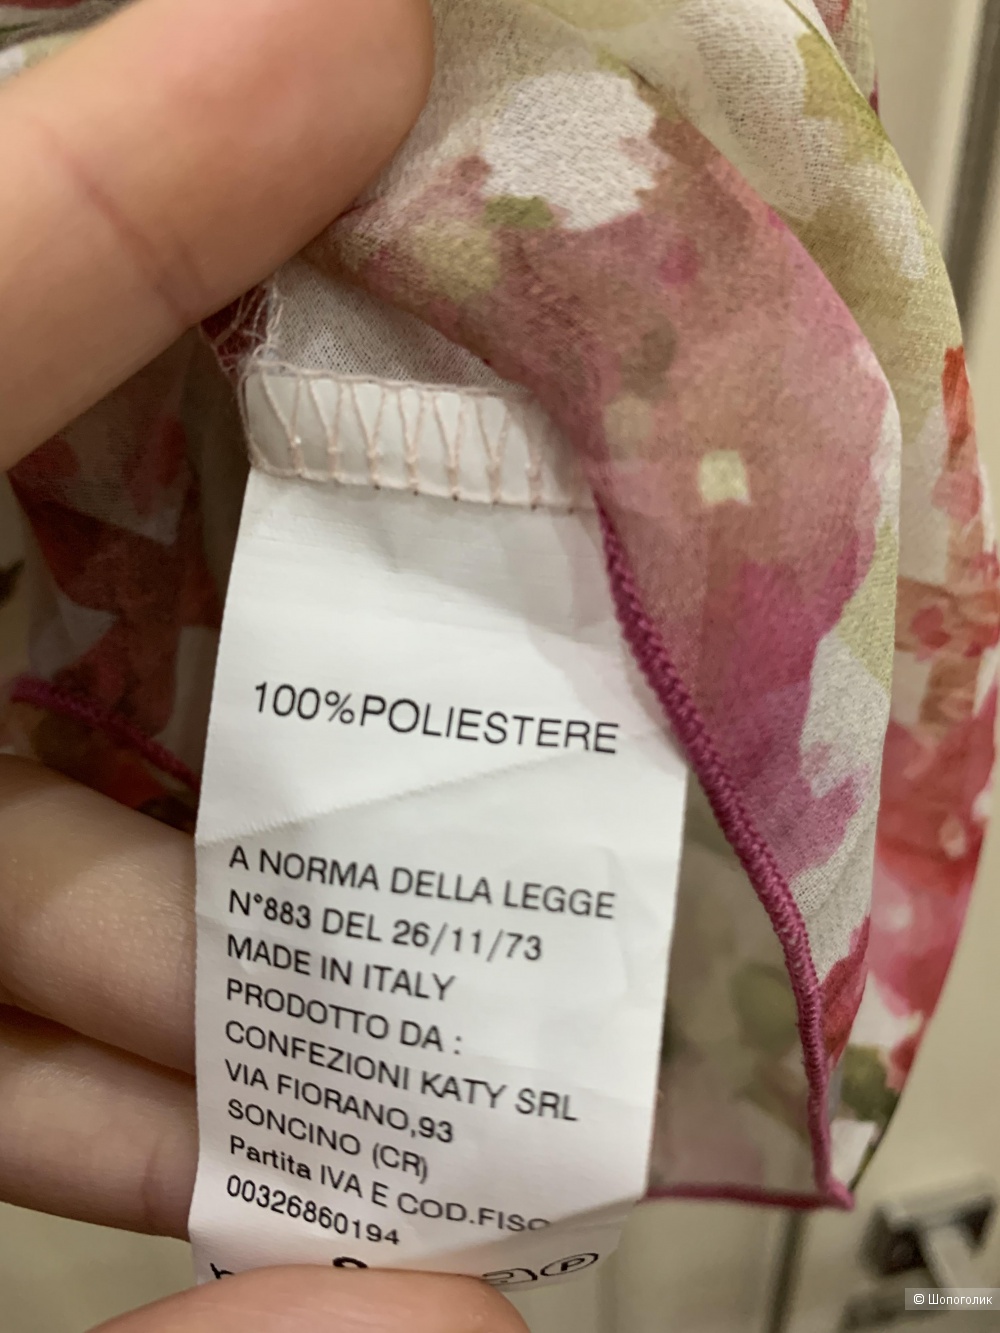 100%POLIESTERE
A NORMA DELLA LEGGE
N°883 DEL 26/11/73
MADE IN ITALY
PRODOTTO DA :
CONFEZIONI KATY SRL
VIA FIORANO,93
SONCINO (CR)
Partita IVA E COD.FISC
00326860194
P
© Шопоголик